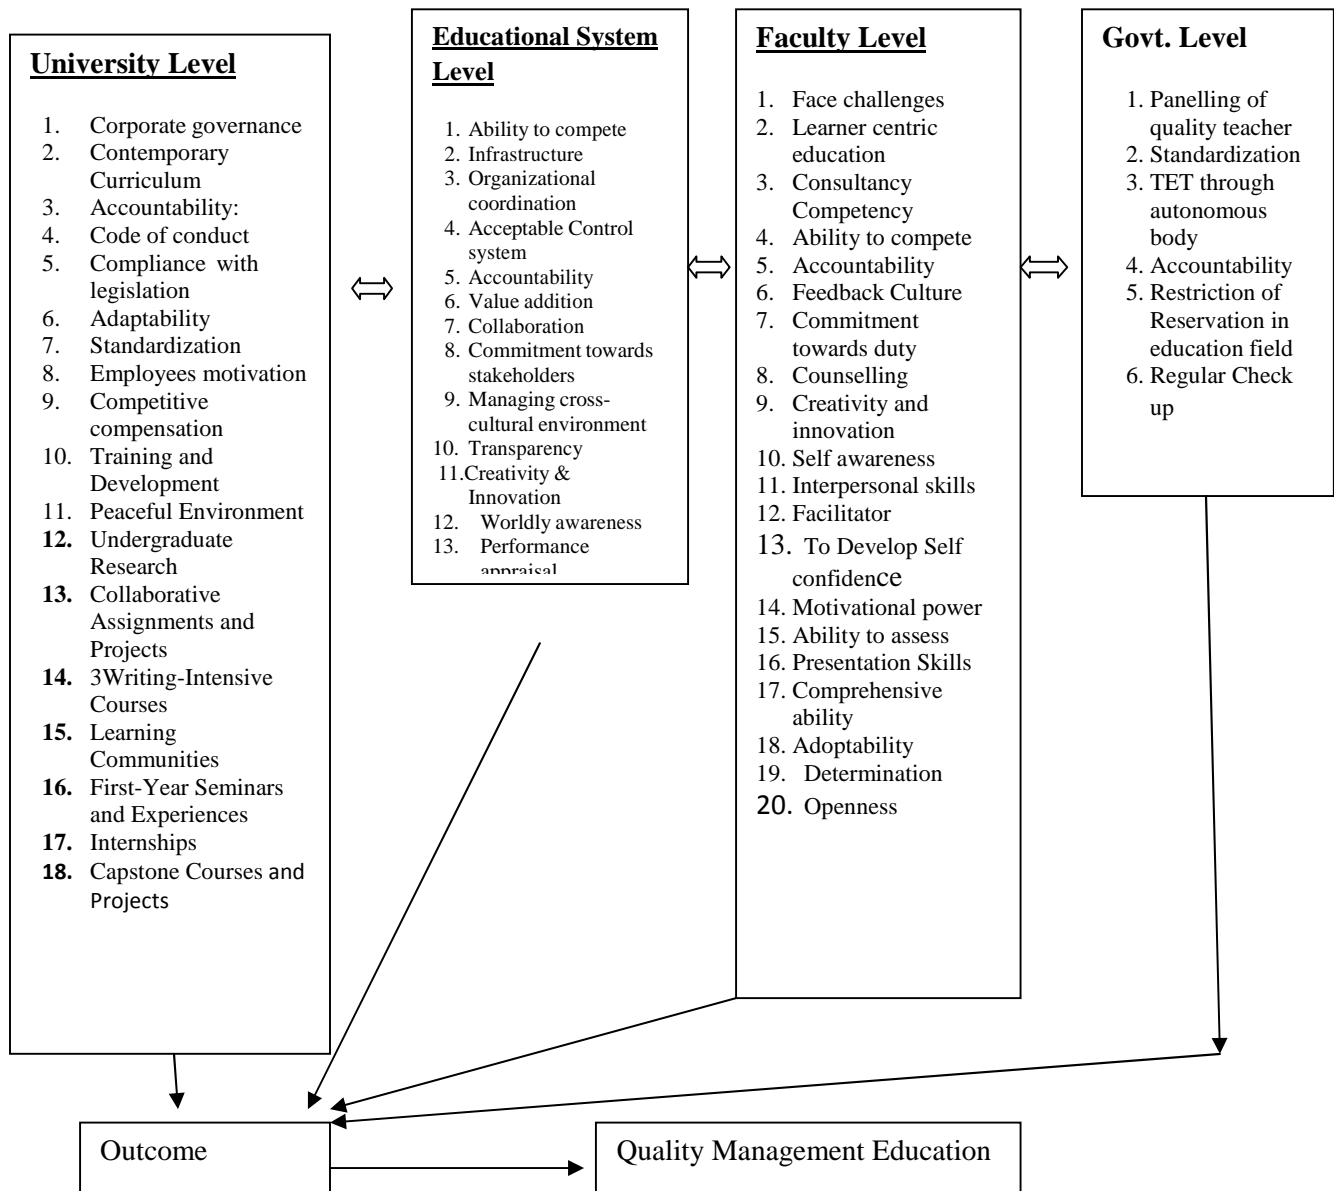 University Level
1. Corporate governance
2. Contemporary
Curriculum
3. Accountability:
4. Code of conduct
5. Compliance with
legislation
6. Adaptability
7. Standardization
8. Employees motivation
9. Competitive
compensation
10. Training and
Development
11. Peaceful Environment
12. Undergraduate
Research
13. Collaborative
Assignments and
Projects
14. 3Writing-Intensive
Courses
15. Learning
Communities
16. First-Year Seminars
and Experiences
17. Internships
18. Capstone Courses and
Projects
Educational System
Level
1. Ability to compete
2. Infrastructure
3. Organizational
coordination
4. Acceptable Control
system
5. Accountability
6. Value addition
7. Collaboration
8. Commitment towards
stakeholders
9. Managing cross-
cultural environment
10. Transparency
11.Creativity &
Innovation
12. Worldly awareness
13. Performance
appraisal
Faculty Level
1. Face challenges
2. Learner centric
education
3. Consultancy
Competency
4. Ability to compete
5. Accountability
6. Feedback Culture
7. Commitment
towards duty
8. Counselling
9. Creativity and
innovation
10. Self awareness
11. Interpersonal skills
12. Facilitator
13. To Develop Self
confidence
14. Motivational power
15. Ability to assess
16. Presentation Skills
17. Comprehensive
ability
18. Adoptability
19. Determination
20. Openness
Govt. Level
1. Panelling of
quality teacher
2. Standardization
3. TET through
autonomous
body
4. Accountability
5. Restriction of
Reservation in
education field
6. Regular Check
up
Outcome
Quality Management Education